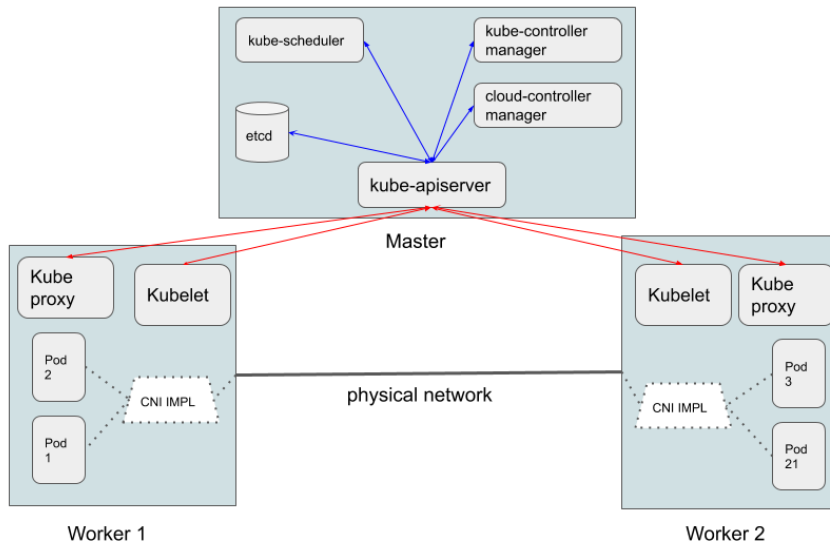 kube-scheduler
kube-controller
manager
cloud-controller
manager
etcd
kube-apiserver
Master
Kube
proxy
Kubelet
Kubelet
Kube
proxy
Pod
2
CNI IMPL
Pod
1
physical network
CNI IMPL
Pod
3
Pod
21
Worker 1
Worker 2